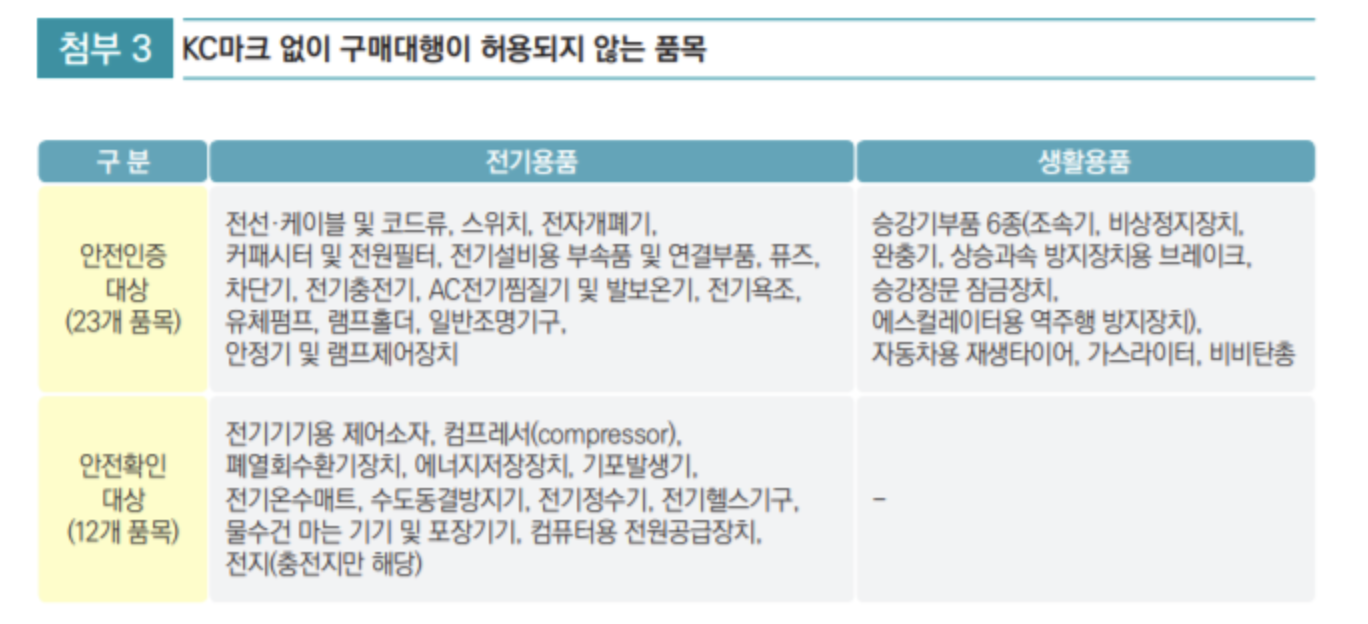 첨부 3 KC마크 없이 구매대행이 허용되지 않는 품목
구 분 전기용품 생활용품
안전인증
대상
(23개 품목)
전선·케이블 및 코드류, 스위치, 전자개폐기,
커패시터 및 전원필터, 전기설비용 부속품 및 연결부품, 퓨즈,
차단기, 전기충전기, AC전기찜질기 및 발보온기, 전기욕조,
유체펌프, 램프홀더, 일반조명기구,
안정기 및 램프제어장치
승강기부품 6종(조속기, 비상정지장치,
완충기, 상승과속 방지장치용 브레이크,
승강장문 잠금장치,
에스컬레이터용 역주행 방지장치),
자동차용 재생타이어, 가스라이터, 비비탄총
안전확인
대상
(12개 품목)
전기기기용 제어소자, 컴프레서(compressor),
폐열회수환기장치, 에너지저장장치, 기포발생기,
전기온수매트, 수도동결방지기, 전기정수기, 전기헬스기구,
물수건 마는 기기 및 포장기기, 컴퓨터용 전원공급장치,
전지(충전지만 해당)
-